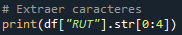 # Extraer caracteres
print(df["RUT"].str[0:4])